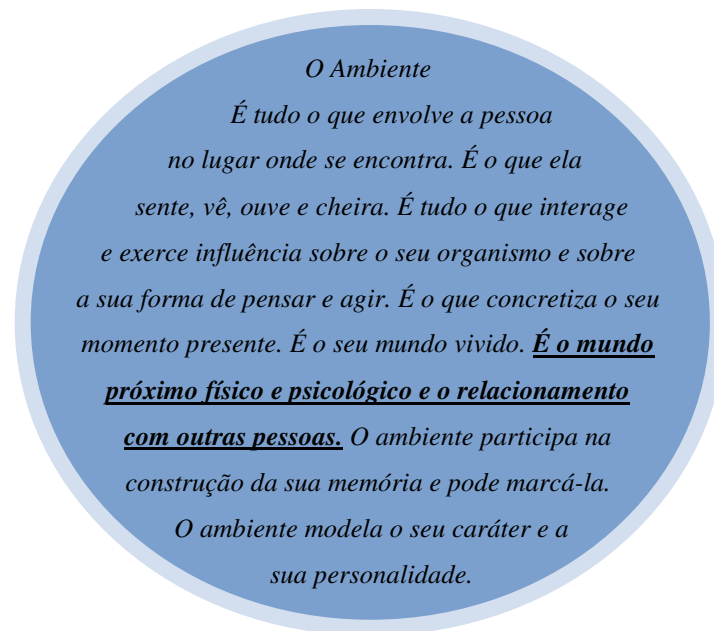 O Ambiente
É tudo o que envolve a pessoa
no lugar onde se encontra. É o que ela
sente, vê, ouve e cheira. É tudo o que interage
e exerce influência sobre o seu organismo e sobre
a sua forma de pensar e agir. É o que concretiza o seu
momento presente. É o seu mundo vivido. É o mundo
próximo físico e psicológico e o relacionamento
com outras pessoas. O ambiente participa na
construção da sua memória e pode marcá-la.
O ambiente modela o seu caráter e a
sua personalidade.